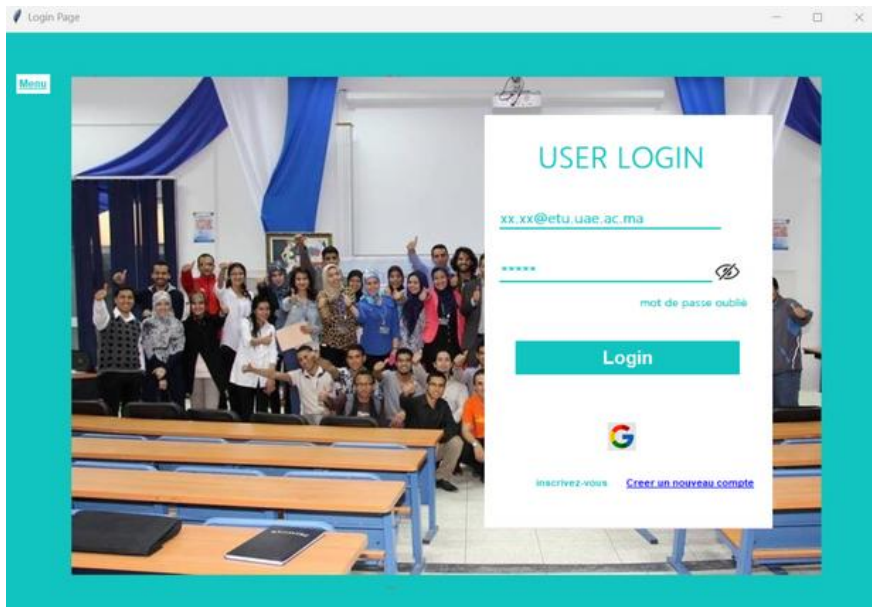 Login Page
Menu
USER LOGIN
xx.xx@etu.uae.ac.ma
*****
mot de passe oublié
Login
G
inscrivez-vous Creer un nouveau compte